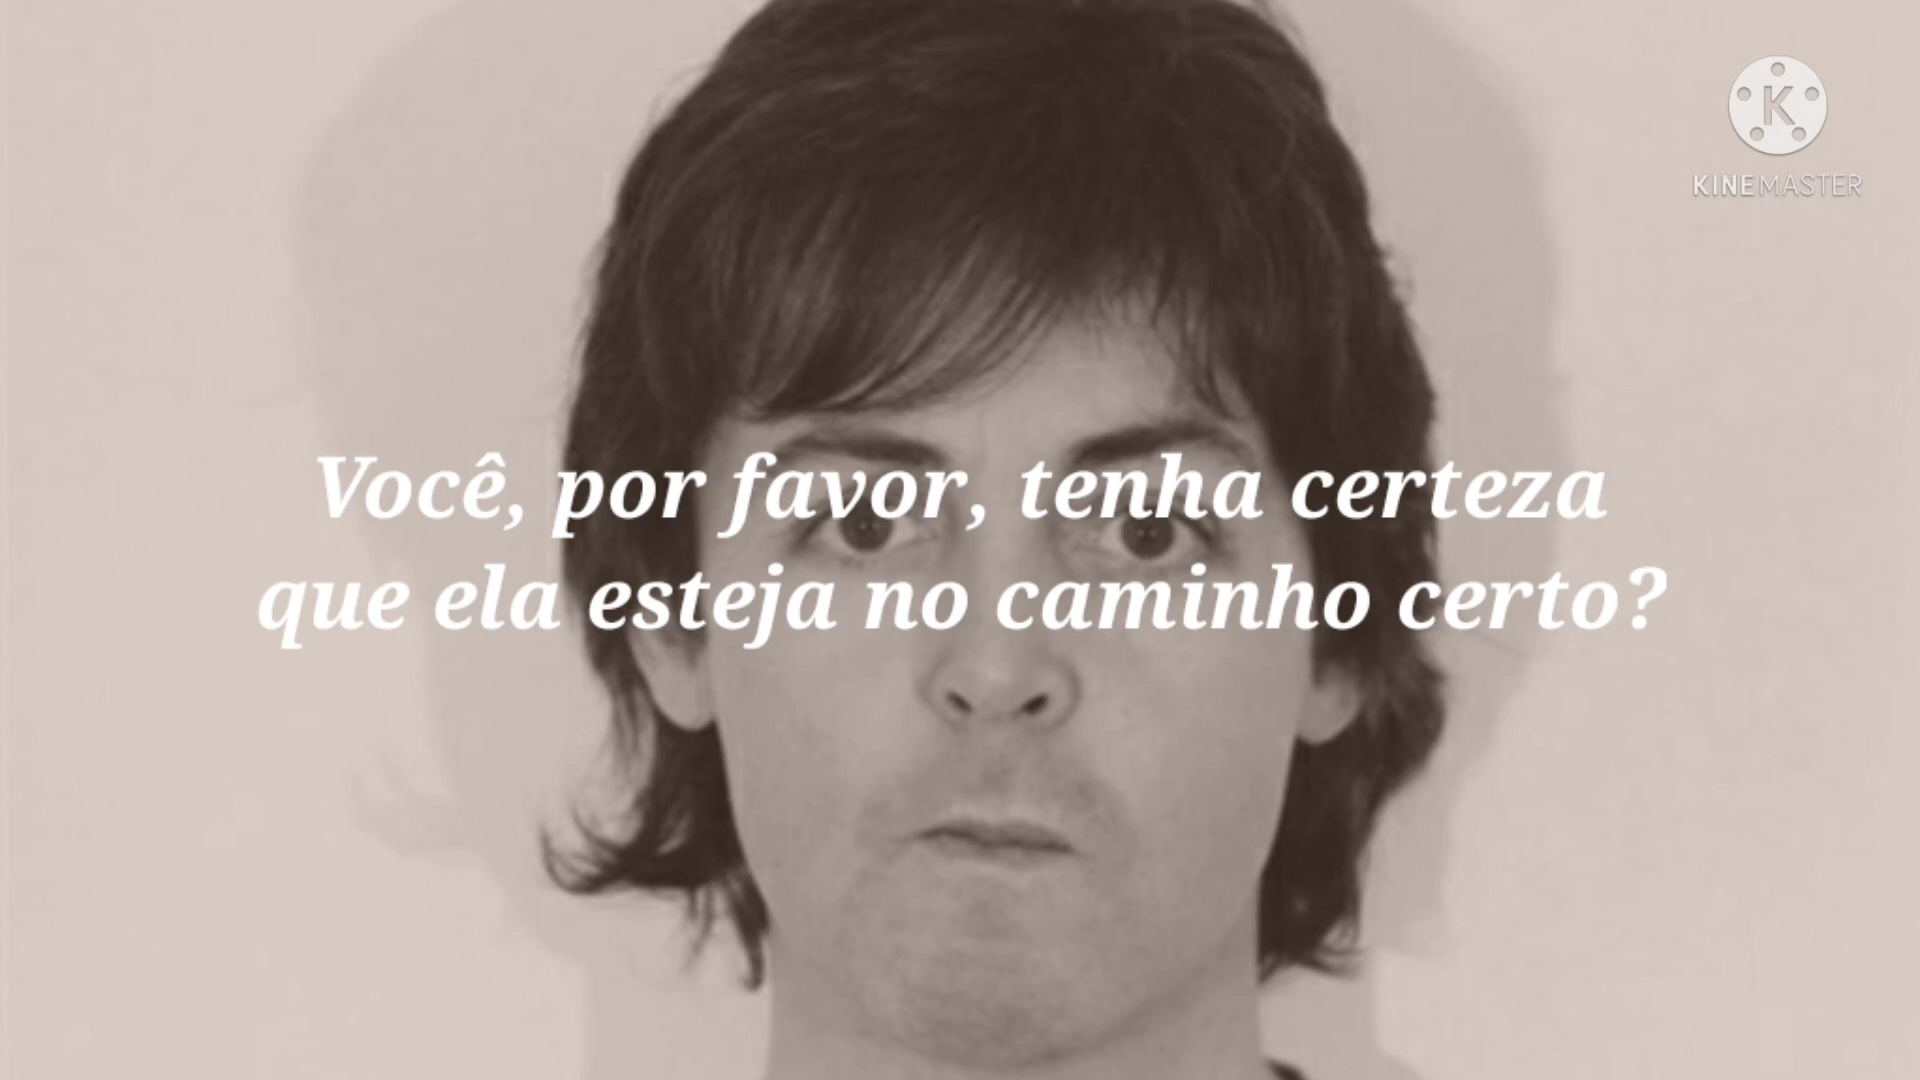 K
KINEMASTER
Você, por favor, tenha certeza
que ela esteja no caminho certo?